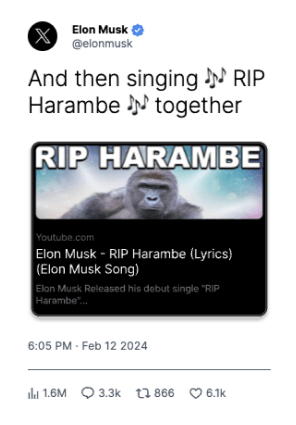 Elon Musk
@elonmusk
And then singing 🎶 RIP
Harambe 🎶 together
RIP HARAMBE
Youtube.com
Elon Musk - RIP Harambe (Lyrics)
(Elon Musk Song)
Elon Musk Released his debut single "RIP
Harambe"...
6:05 PM · Feb 12 2024
1.6M 3.3k 866 6.1k